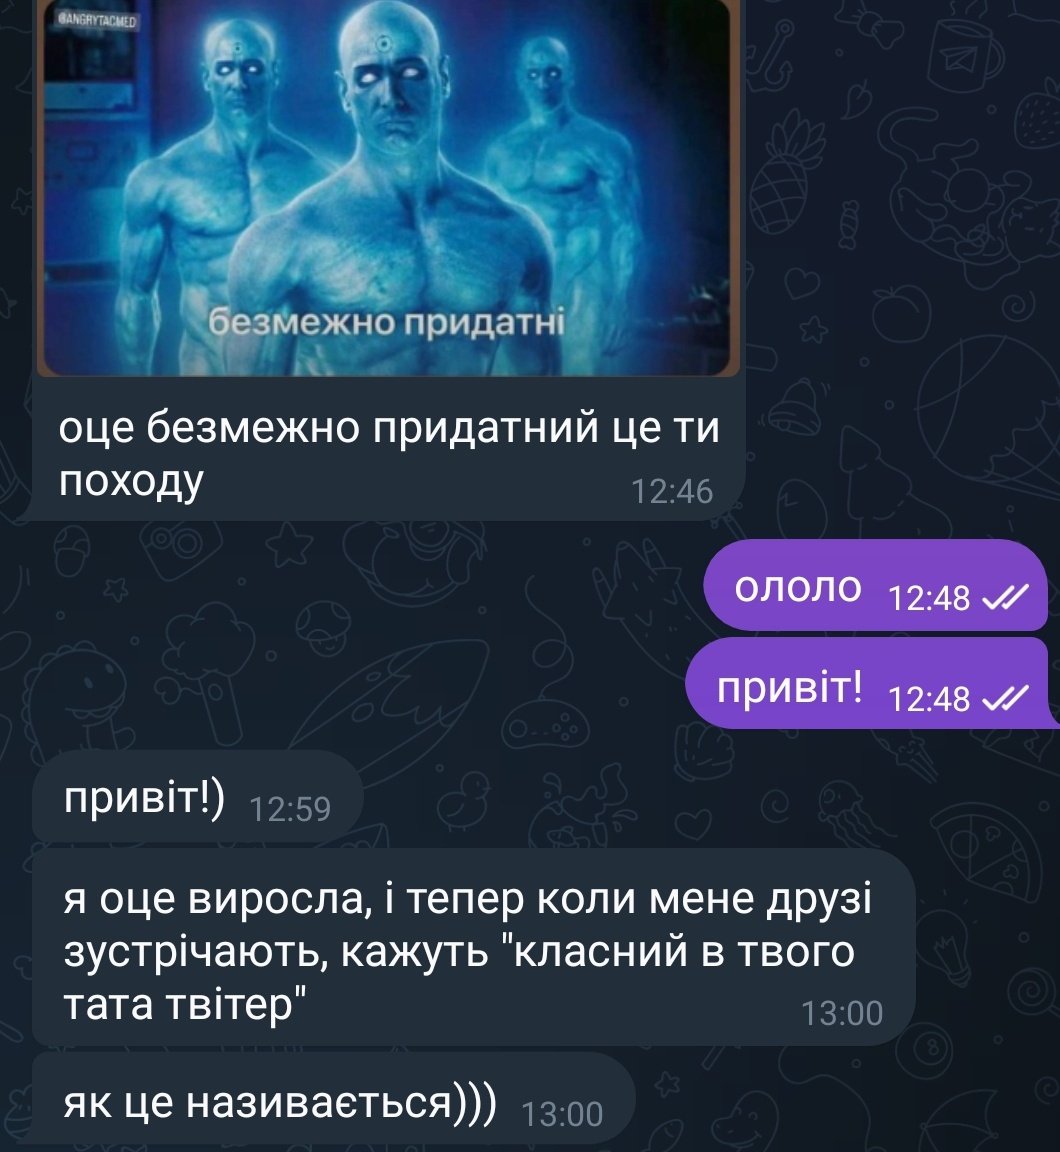 @ANGRYTACMED
безмежно придатні
оце безмежно придатний це ти
походу
12:46
ололо 12:48
привіт! 12:48
привіт!) 12:59
я оце виросла, і тепер коли мене друзі
зустрічають, кажуть "класний в твого
тата твітер"
13:00
як це називається))) 13:00